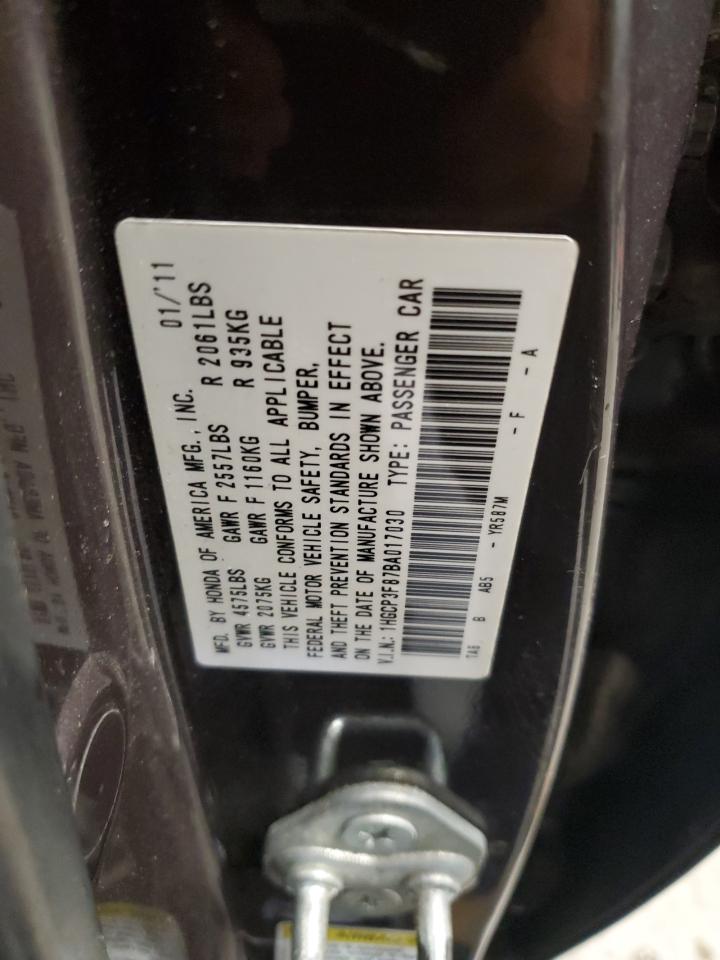 MFD. BY HONDA OF AMERICA MFG., INC. 01/'11
GVWR 4575LBS GAWR F 2557LBS R 2061LBS
GVWR 2075KG GAWR F 1160KG R 935KG
THIS VEHICLE CONFORMS TO ALL APPLICABLE
FEDERAL MOTOR VEHICLE SAFETY, BUMPER,
AND THEFT PREVENTION STANDARDS IN EFFECT
ON THE DATE OF MANUFACTURE SHOWN ABOVE.
V.I.N.: 1HGCP3F87BA017030 TYPE: PASSENGER CAR
TA6 B AB5 - YR587M - F - A